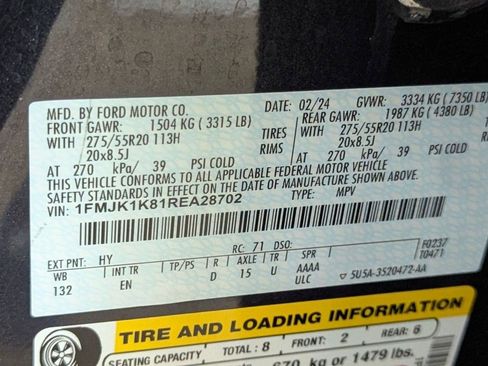 MFD. BY FORD MOTOR CO. 02/24 GVWR: 3334 KG ( 7350 LB)
FRONT GAWR: 1504 KG ( 3315 LB) REAR GAWR: 1987 KG ( 4380 LB)
WITH 275/55R20 113H TIRES WITH 275/55R20 113H
20x8.5J RIMS 20x8.5J
AT 270 kPa/ 39 PSI COLD AT 270 kPa/ 39 PSI COLD
THIS VEHICLE CONFORMS TO ALL APPLICABLE FEDERAL MOTOR VEHICLE
SAFETY STANDARDS IN EFFECT ON THE DATE OF MANUFACTURE SHOWN ABOVE.
VIN: 1FMJK1K81REA28702 TYPE: MPV
F0237
T0471
EXT PNT: HY RC: 71 DSO:
WB INT TR TP/PS R AXLE TR SPR
132 EN D 15 U AAAA
ULC 5U5A-3520472-AA
TIRE AND LOADING INFORMATION
SEATING CAPACITY TOTAL: 8 FRONT: 2 REAR: 6
670 kg or 1479 lbs.